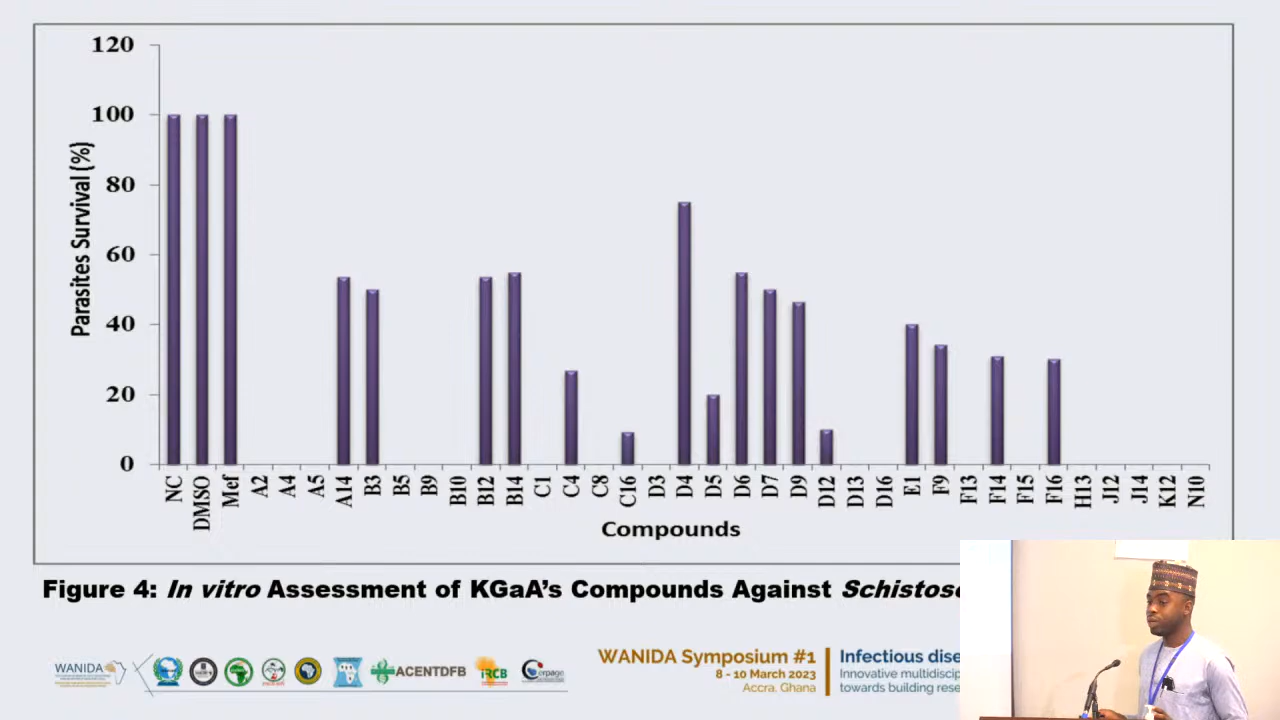 120
100
80
60
40
20
0
Parasites Survival (%)
NC
DMSO
Mef
A2
A4
A5
A14
B3
B5
B9
B10
B12
B14
C1
C4
C8
C16
D3
D4
D5
D6
D7
D9
D12
D13
D16
E1
F9
F13
F14
F15
F16
H13
J12
J14
K12
N10
Compounds
Figure 4: In vitro Assessment of KGaA's Compounds Against Schistoso
WANIDA
ACENTDFB
IRCB
Cerpage
WANIDA Symposium #1
8 - 10 March 2023
Accra, Ghana
Infectious dise
Innovative multidiscip
towards building rese